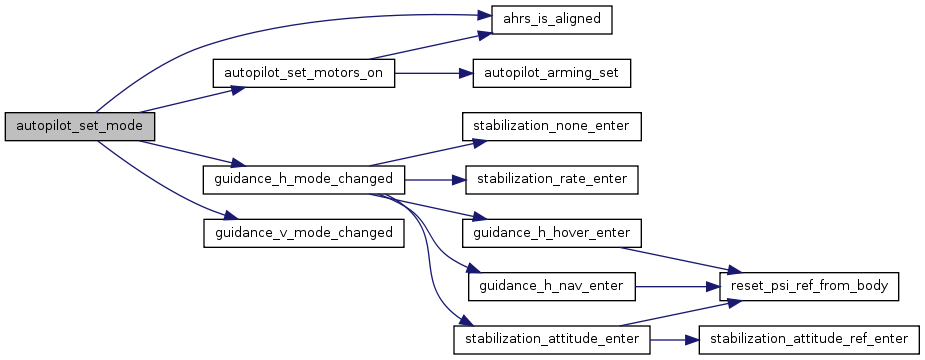 ahrs_is_aligned
autopilot_set_motors_on
autopilot_arming_set
autopilot_set_mode
stabilization_none_enter
guidance_h_mode_changed
stabilization_rate_enter
guidance_v_mode_changed
guidance_h_hover_enter
guidance_h_nav_enter
reset_psi_ref_from_body
stabilization_attitude_enter
stabilization_attitude_ref_enter